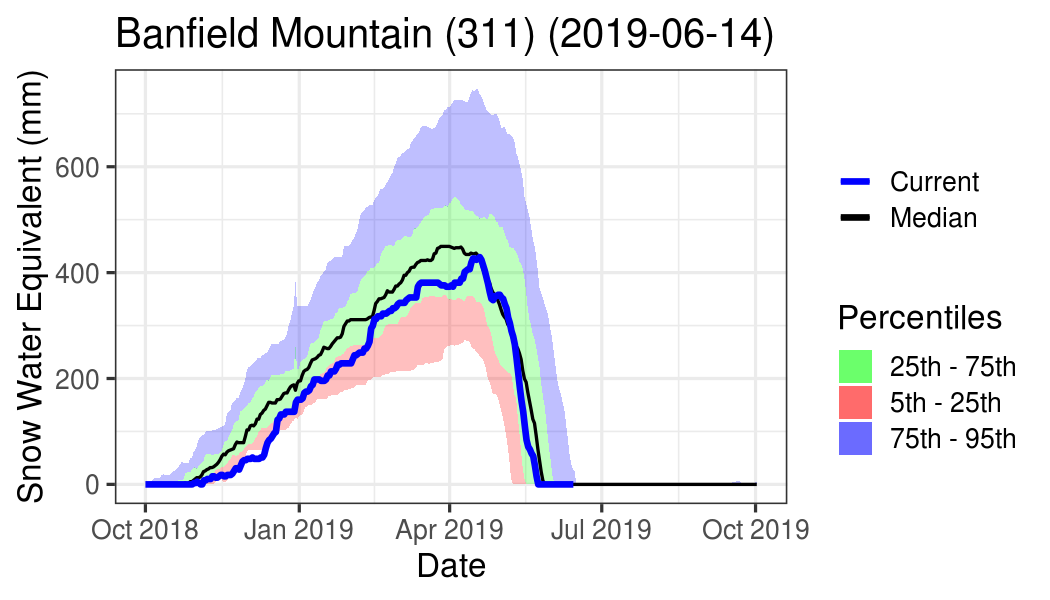 Banfield Mountain (311) (2019-06-14)
Snow Water Equivalent (mm)
600
400
200
0
Oct 2018
Jan 2019
Apr 2019
Jul 2019
Oct 2019
Date
Current
Median
Percentiles
25th - 75th
5th - 25th
75th - 95th